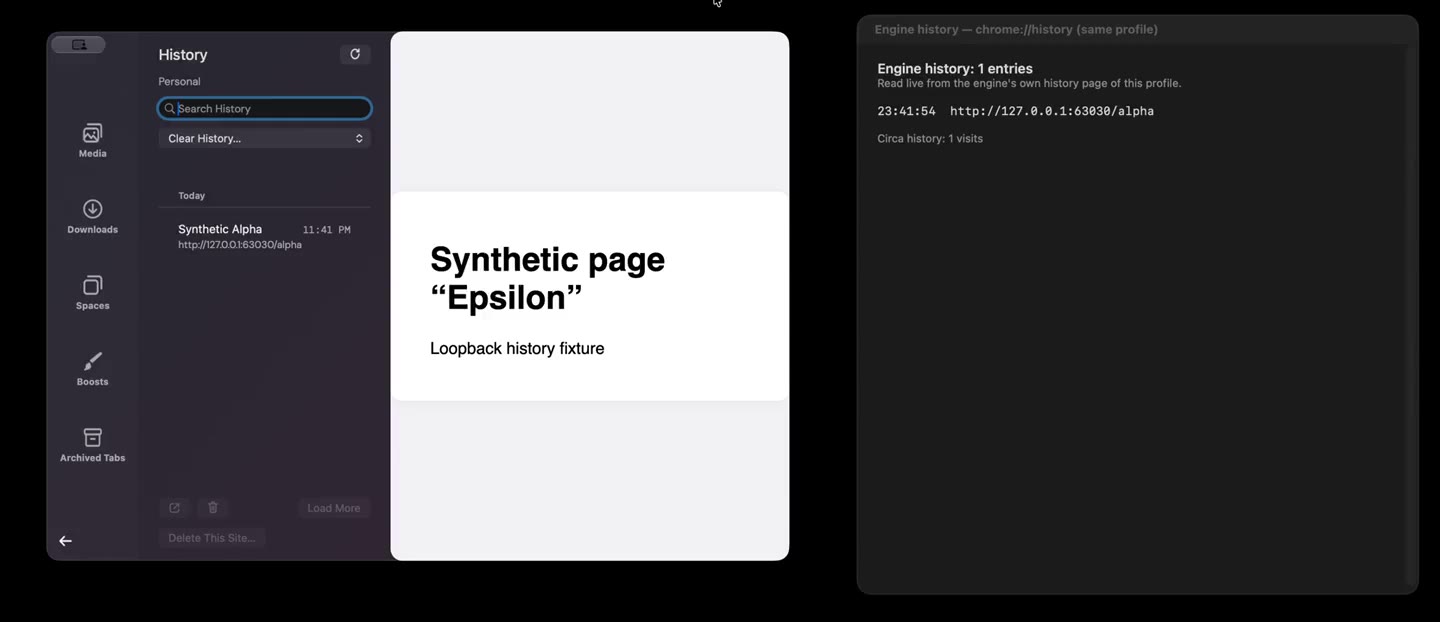 History
Personal
Search History
Clear History...
Today
Synthetic Alpha 11:41 PM
http://127.0.0.1:63030/alpha
Media
Downloads
Spaces
Boosts
Archived Tabs
Load More
Delete This Site...
Synthetic page
“Epsilon”
Loopback history fixture
Engine history — chrome://history (same profile)
Engine history: 1 entries
Read live from the engine's own history page of this profile.
23:41:54 http://127.0.0.1:63030/alpha
Circa history: 1 visits